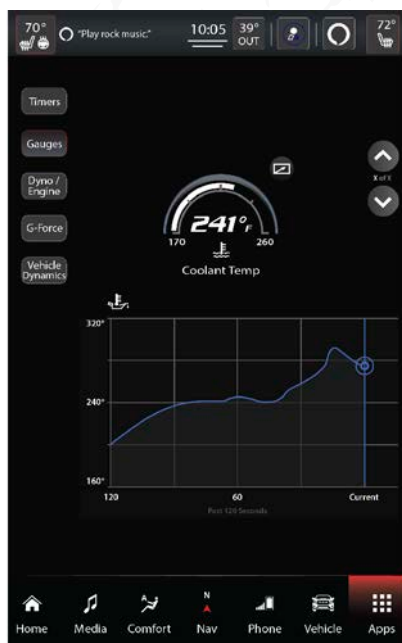 70°
"Play rock music."
10:05
39°
OUT
72°
Timers
Gauges
Dyno /
Engine
G-Force
Vehicle
Dynamics
X of X
241°F
170
260
Coolant Temp
320°
240°
160°
120
60
Current
Past 120 Seconds
A
N
Home
Media
Comfort
Nav
Phone
Vehicle
Apps